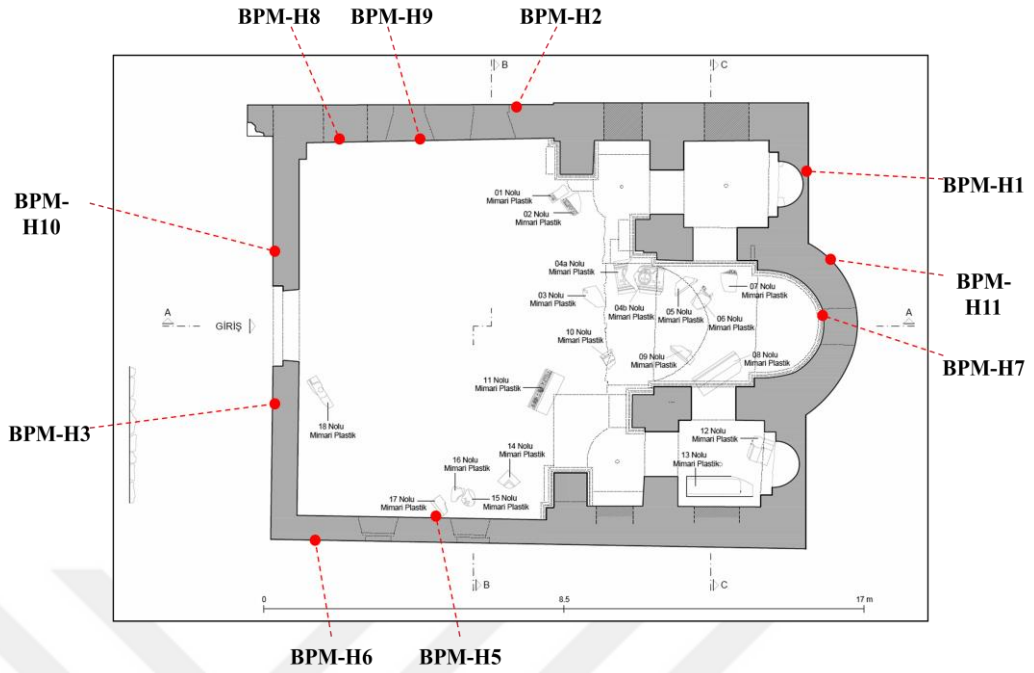 BPM-H8
BPM-H9
BPM-H2
B
C
BPM-H1
01 Nolu
Mimari Plastik
02 Nolu
Mimari Plastik
BPM-
H10
04a Nolu
Mimari Plastik
07 Nolu
Mimari Plastik
BPM-
H11
03 Nolu
Mimari Plastik
04b Nolu
Mimari Plastik
05 Nolu
Mimari Plastik
06 Nolu
Mimari Plastik
A
GİRİŞ
A
10 Nolu
Mimari Plastik
09 Nolu
Mimari Plastik
08 Nolu
Mimari Plastik
BPM-H7
11 Nolu
Mimari Plastik
BPM-H3
18 Nolu
Mimari Plastik
12 Nolu
Mimari Plastik
14 Nolu
Mimari Plastik
16 Nolu
Mimari Plastik
13 Nolu
Mimari Plastik
17 Nolu
Mimari Plastik
15 Nolu
Mimari Plastik
B
C
0
8.5
17 m
BPM-H6
BPM-H5